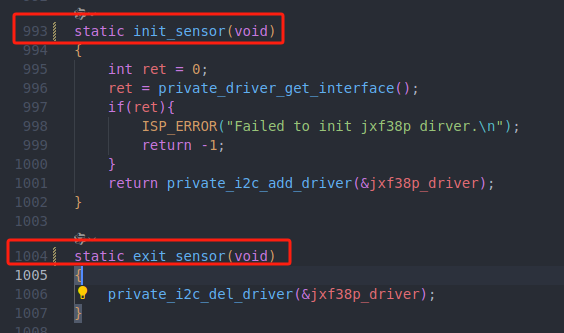 993 static init_sensor(void)
994 {
995 int ret = 0;
996 ret = private_driver_get_interface();
997 if(ret){
998 ISP_ERROR("Failed to init jxf38p dirver.\n");
999 return -1;
1000 }
1001 return private_i2c_add_driver(&jxf38p_driver);
1002 }
1003
1004 static exit_sensor(void)
1005 {
1006 private_i2c_del_driver(&jxf38p_driver);
1007 }
1008